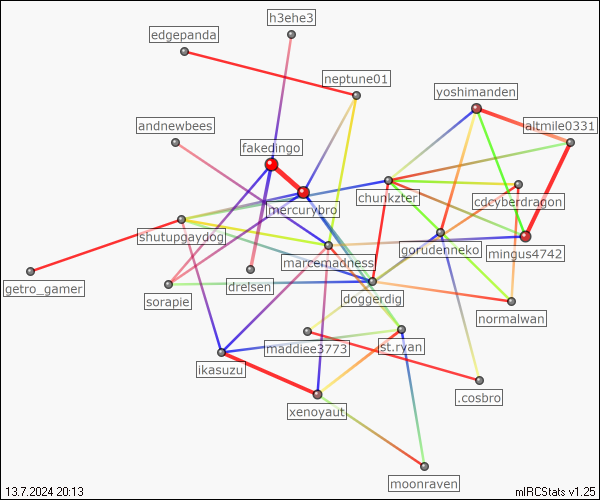 h3ehe3
edgepanda
neptune01
yoshimanden
altmile0331
andnewbees
fakedingo
chunkzter
cdcyberdragon
mercurybro
shutupgaydog
gorudenneko
mingus4742
marcemadness
getro_gamer
sorapie
drelsen
doggerdig
normalwan
maddiee3773
st.ryan
ikasuzu
.cosbro
xenoyaut
moonraven
13.7.2024 20:13
mIRCStats v1.25